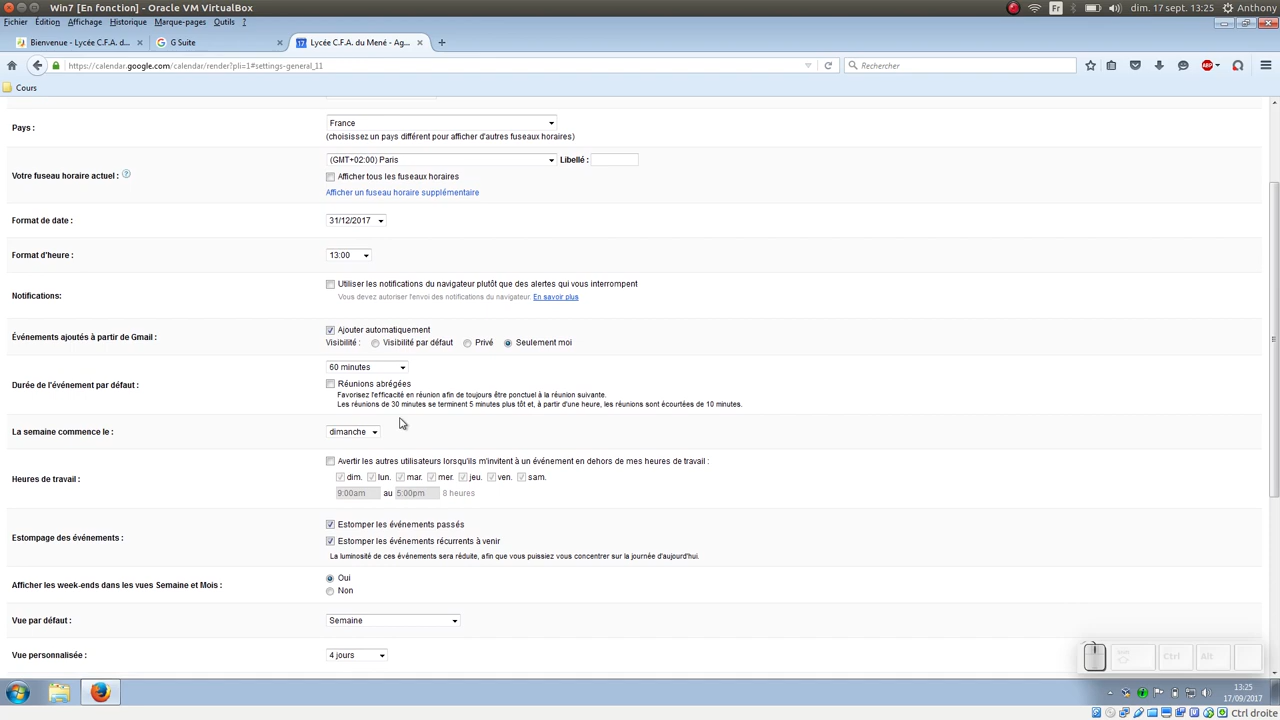 Win7 [En fonction] - Oracle VM VirtualBox
Fr
dim. 17 sept. 13:25
Anthony
Fichier Édition Affichage Historique Marque-pages Outils ?
Bienvenue - Lycée C.F.A. d...
G Suite
17 Lycée C.F.A. du Mené - Ag...
https://calendar.google.com/calendar/render?pli=1#settings-general_11
Rechercher
ABP
Cours
Pays :
France
(choisissez un pays différent pour afficher d'autres fuseaux horaires)
Votre fuseau horaire actuel : ?
(GMT+02:00) Paris
Libellé :
Afficher tous les fuseaux horaires
Afficher un fuseau horaire supplémentaire
Format de date :
31/12/2017
Format d'heure :
13:00
Notifications:
Utiliser les notifications du navigateur plutôt que des alertes qui vous interrompent
Vous devez autoriser l'envoi des notifications du navigateur. En savoir plus
Événements ajoutés à partir de Gmail :
Ajouter automatiquement
Visibilité : Visibilité par défaut Privé Seulement moi
Durée de l'événement par défaut :
60 minutes
Réunions abrégées
Favorisez l'efficacité en réunion afin de toujours être ponctuel à la réunion suivante.
Les réunions de 30 minutes se terminent 5 minutes plus tôt et, à partir d'une heure, les réunions sont écourtées de 10 minutes.
La semaine commence le :
dimanche
Heures de travail :
Avertir les autres utilisateurs lorsqu'ils m'invitent à un événement en dehors de mes heures de travail :
dim. lun. mar. mer. jeu. ven. sam.
9:00am au 5:00pm 8 heures
Estompage des événements :
Estomper les événements passés
Estomper les événements récurrents à venir
La luminosité de ces événements sera réduite, afin que vous puissiez vous concentrer sur la journée d'aujourd'hui.
Afficher les week-ends dans les vues Semaine et Mois :
Oui
Non
Vue par défaut :
Semaine
Vue personnalisée :
4 jours
Ctrl
Alt
13:25
17/09/2017
Ctrl droite